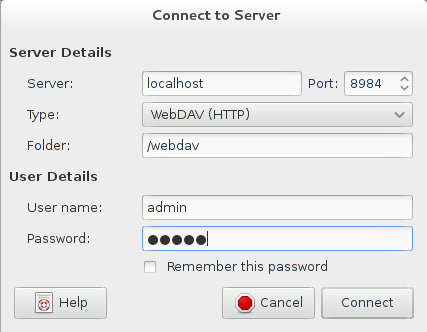 Connect to Server
Server Details
Server: localhost Port: 8984
Type: WebDAV (HTTP)
Folder: /webdav
User Details
User name: admin
Password: ●●●●●
Remember this password
Help Cancel Connect